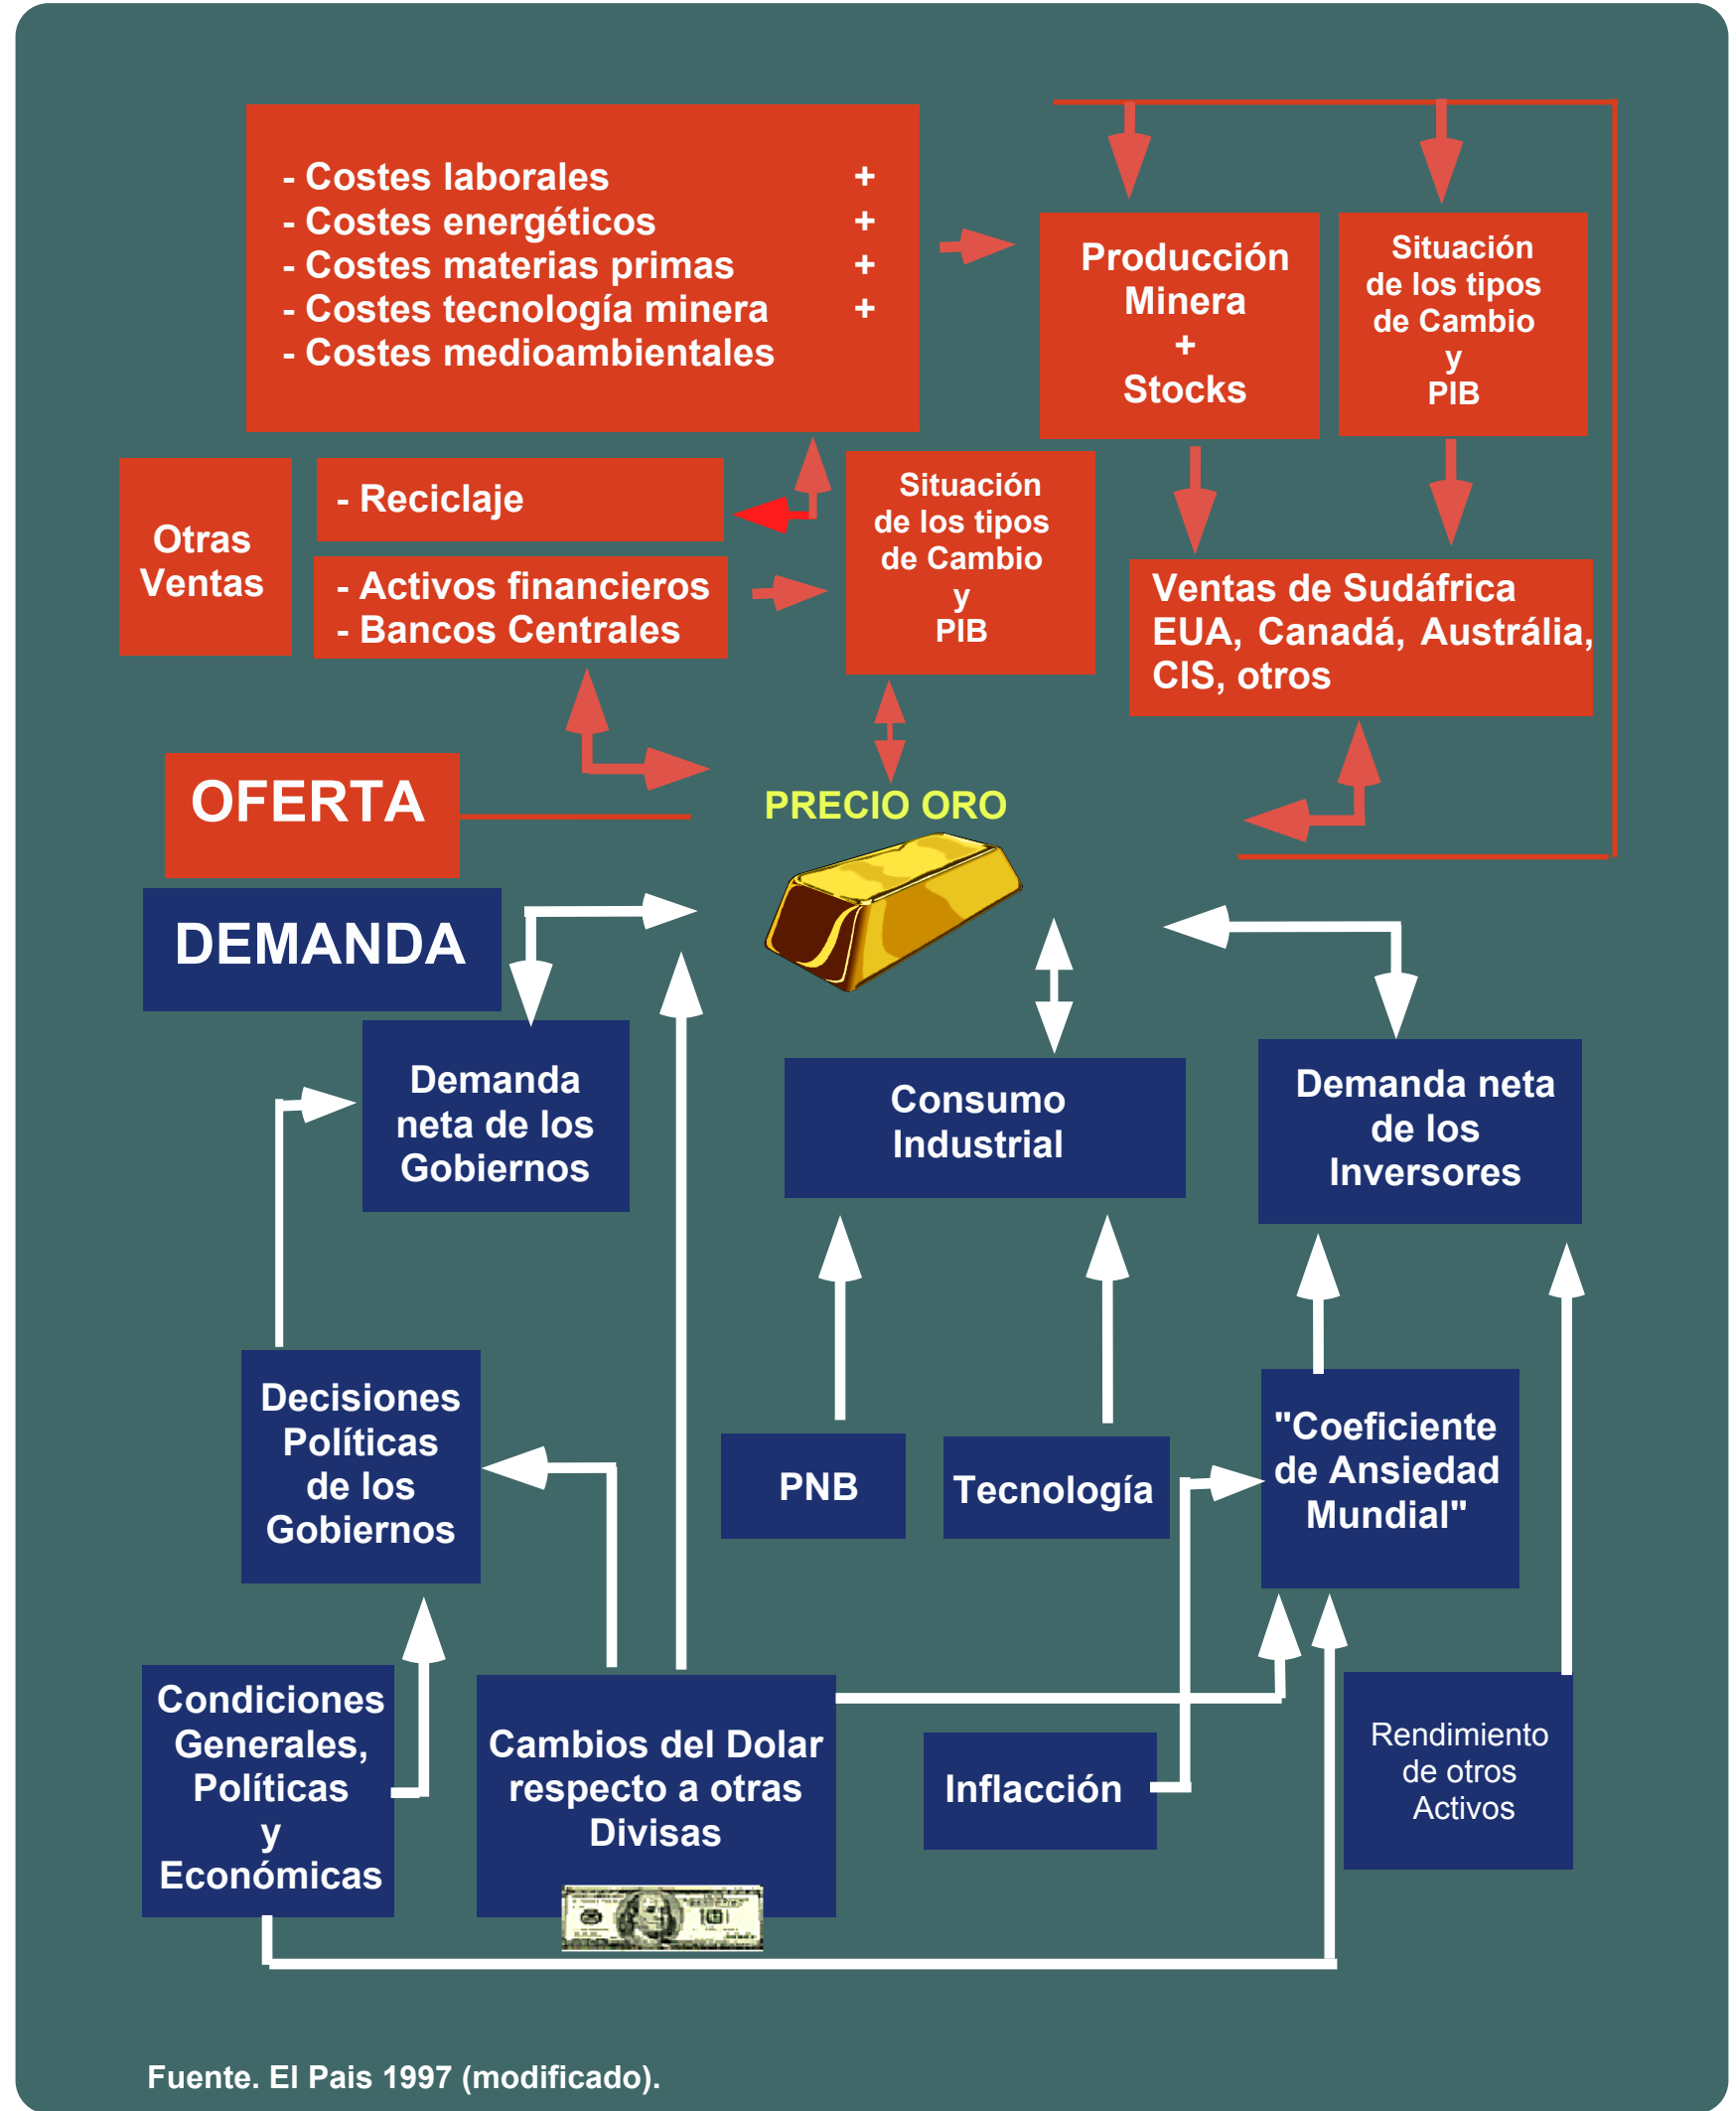 - Costes laborales +
- Costes energéticos +
- Costes materias primas +
- Costes tecnología minera +
- Costes medioambientales
Producción
Minera
+
Stocks
Situación
de los tipos
de Cambio
y
PIB
Otras
Ventas
- Reciclaje
- Activos financieros
- Bancos Centrales
Situación
de los tipos
de Cambio
y
PIB
Ventas de Sudáfrica
EUA, Canadá, Austrália,
CIS, otros
OFERTA
PRECIO ORO
DEMANDA
Demanda
neta de los
Gobiernos
Consumo
Industrial
Demanda neta
de los
Inversores
Decisiones
Políticas
de los
Gobiernos
PNB
Tecnología
"Coeficiente
de Ansiedad
Mundial"
Condiciones
Generales,
Políticas
y
Económicas
Cambios del Dolar
respecto a otras
Divisas
Inflacción
Rendimiento
de otros
Activos
Fuente. El Pais 1997 (modificado).